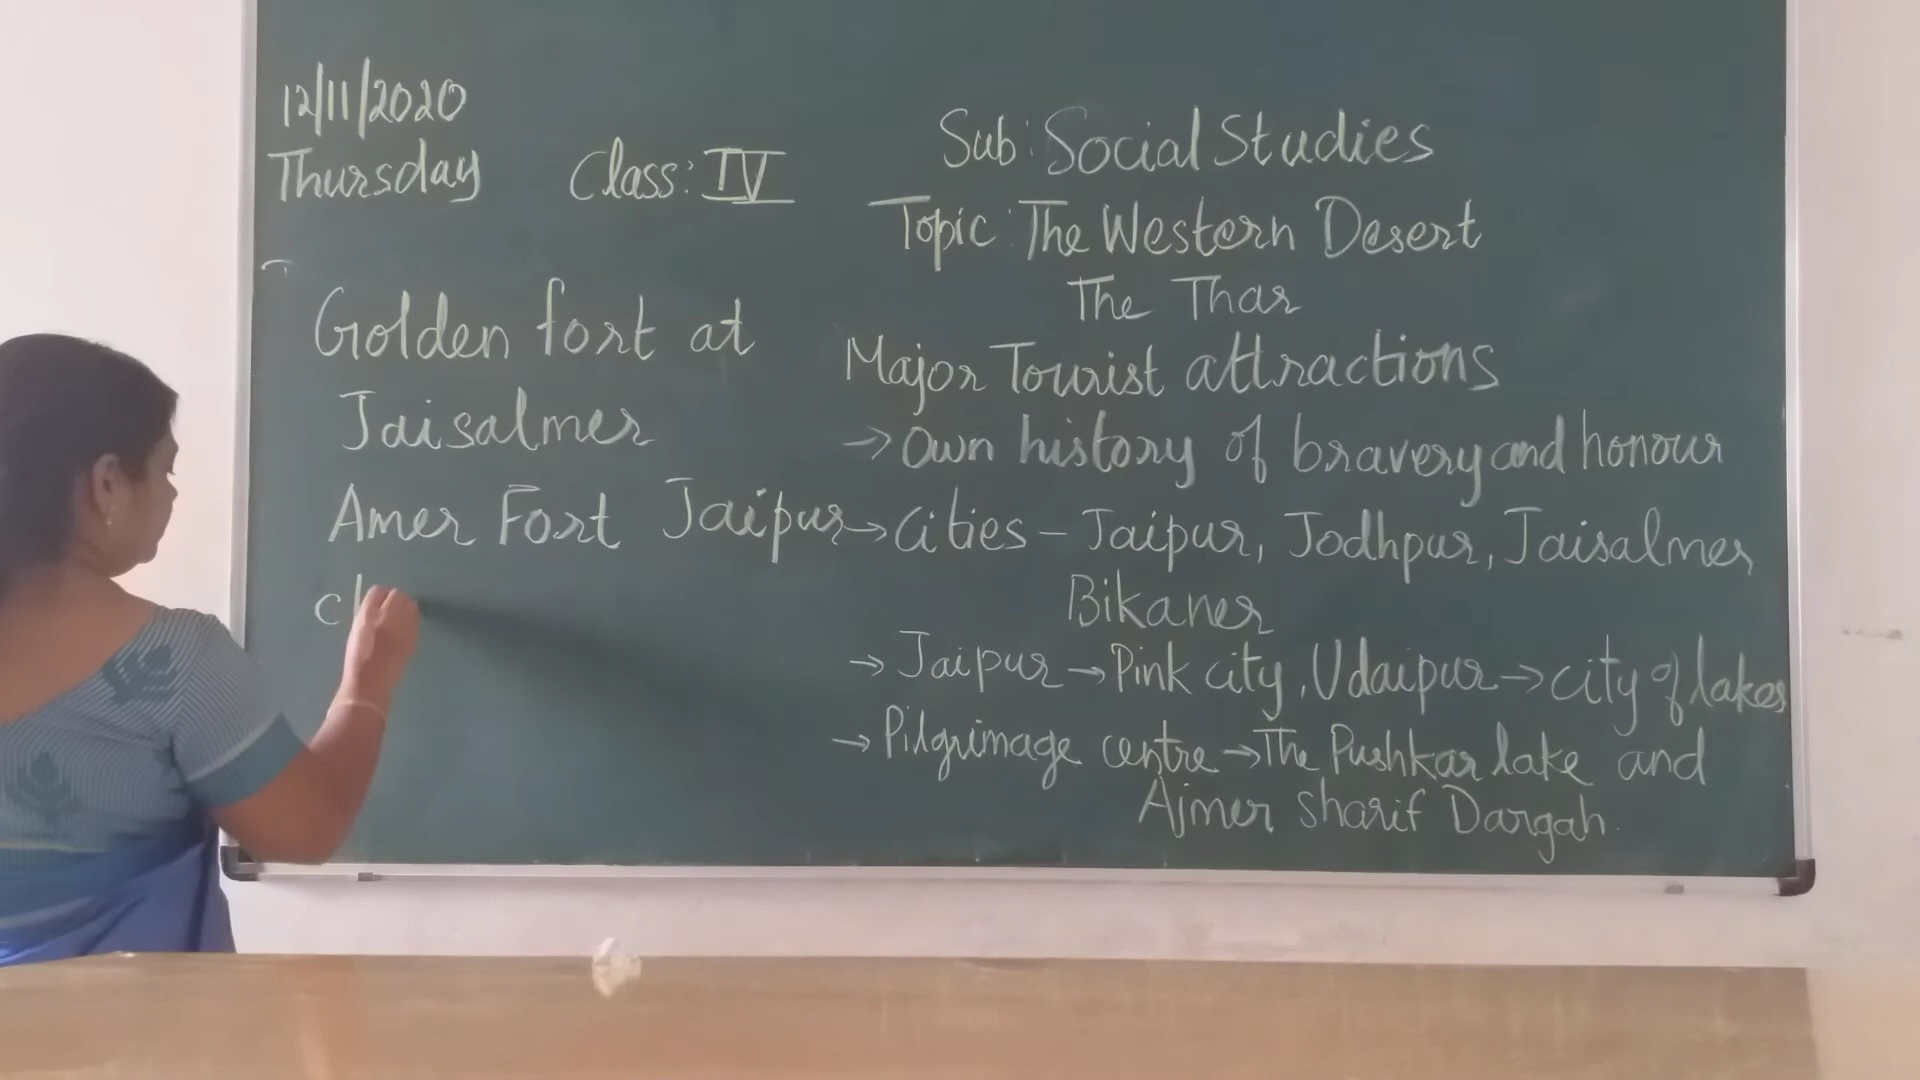 12/11/2020
Thursday Class: IV
Sub: Social Studies
Topic: The Western Desert
The Thar
Golden fort at
Jaisalmer
Amer Fort Jaipur
Major Tourist attractions
→ Own history of bravery and honour
→ Cities – Jaipur, Jodhpur, Jaisalmer
Bikaner
→ Jaipur → Pink city, Udaipur → city of lakes
→ Pilgrimage centre → The Pushkar lake and
Ajmer Sharif Dargah.